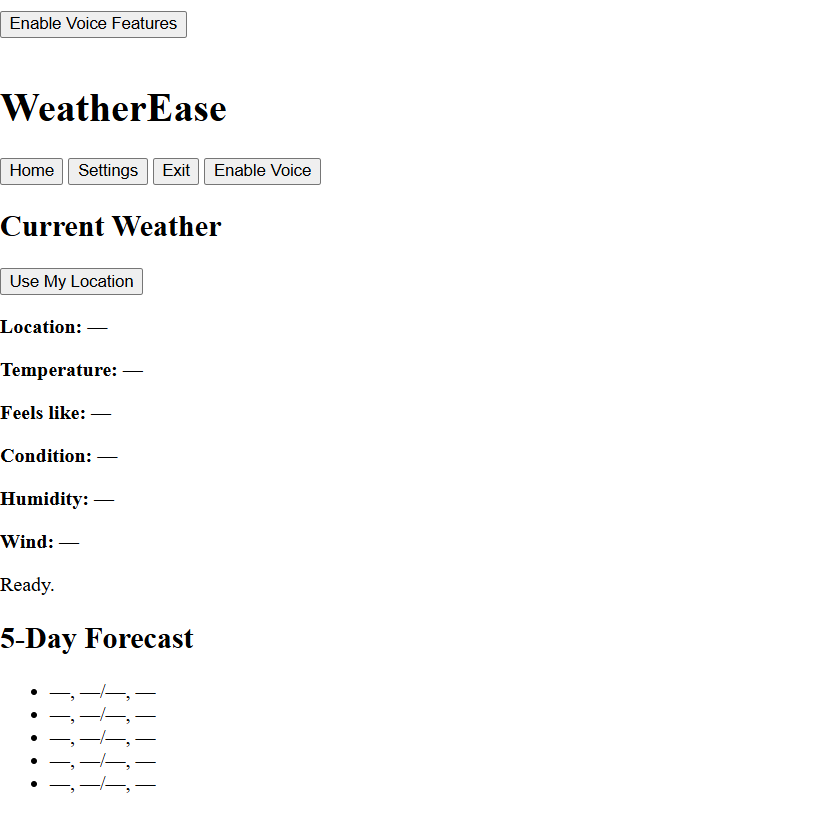 Enable Voice Features
WeatherEase
Home Settings Exit Enable Voice
Current Weather
Use My Location
Location: —
Temperature: —
Feels like: —
Condition: —
Humidity: —
Wind: —
Ready.
5-Day Forecast
• —, —/—, —
• —, —/—, —
• —, —/—, —
• —, —/—, —
• —, —/—, —